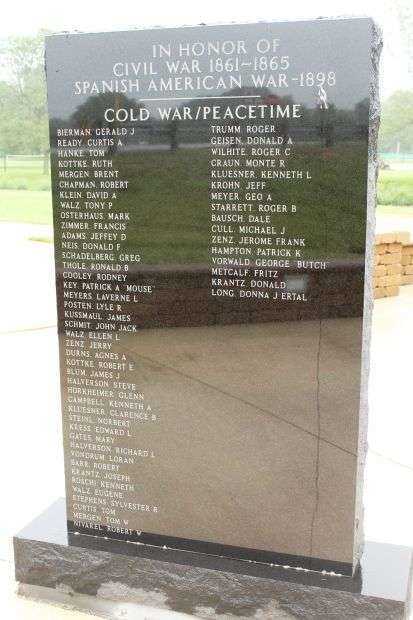 IN HONOR OF
CIVIL WAR 1861~1865
SPANISH AMERICAN WAR~1898
COLD WAR/PEACETIME
BIERMAN, GERALD J
READY, CURTIS A
HANKE, TOM
KOTTKE, RUTH
MERGEN, BRENT
CHAPMAN, ROBERT
KLEIN, DAVID A
WALZ, TONY P
OSTERHAUS, MARK
ZIMMER, FRANCIS
ADAMS, JEFFEY D
NEIS, DONALD F
SCHADELBERG, GREG
THOLE, RONALD B
COOLEY, RODNEY
KEY, PATRICK A "MOUSE"
MEYERS, LAVERNE L
POSTEN, LYLE R
KUSSMAUL, JAMES
SCHMIT, JOHN JACK
WALZ, ELLEN L
ZENZ, JERRY
DURNS, AGNES A
KOTTKE, ROBERT E
BLUM, JAMES J
HALVERSON, STEVE
HORKHEIMER, GLENN
CAMPBELL, KENNETH A
KLUESNER, CLARENCE B
STEINL, NORBERT
KRESS, EDWARD L
GATES, MARY
HALVERSON, RICHARD L
VONDRUM, LORAN
BARR, ROBERT
KRANTZ, JOSEPH
ROSCHI, KENNETH
WALZ, EUGENE
STEPHENS, SYLVESTER R
CURTIS, TOM
MERGEN, TOM W
NIVAREL, ROBERT W
TRUMM, ROGER
GEISEN, DONALD A
WILHITE, ROGER C
CRAUN, MONTE R
KLUESNER, KENNETH L
KROHN, JEFF
MEYER, GEO A
STARRETT, ROGER B
BAUSCH, DALE
CULL, MICHAEL J
ZENZ, JEROME FRANK
HAMPTON, PATRICK K
VORWALD, GEORGE "BUTCH"
METCALF, FRITZ
KRANTZ, DONALD
LONG, DONNA J ERTAL